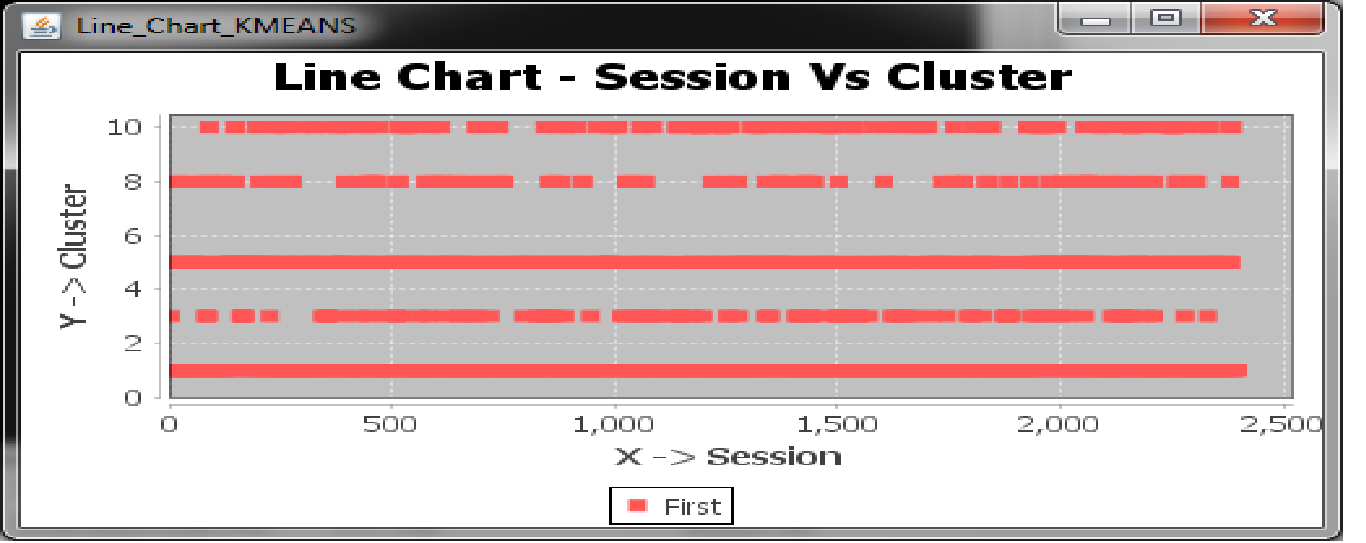 Line_Chart_KMEANS
Line Chart - Session Vs Cluster
10
8
6
4
2
0
Y -> Cluster
0 500 1,000 1,500 2,000 2,500
X -> Session
First